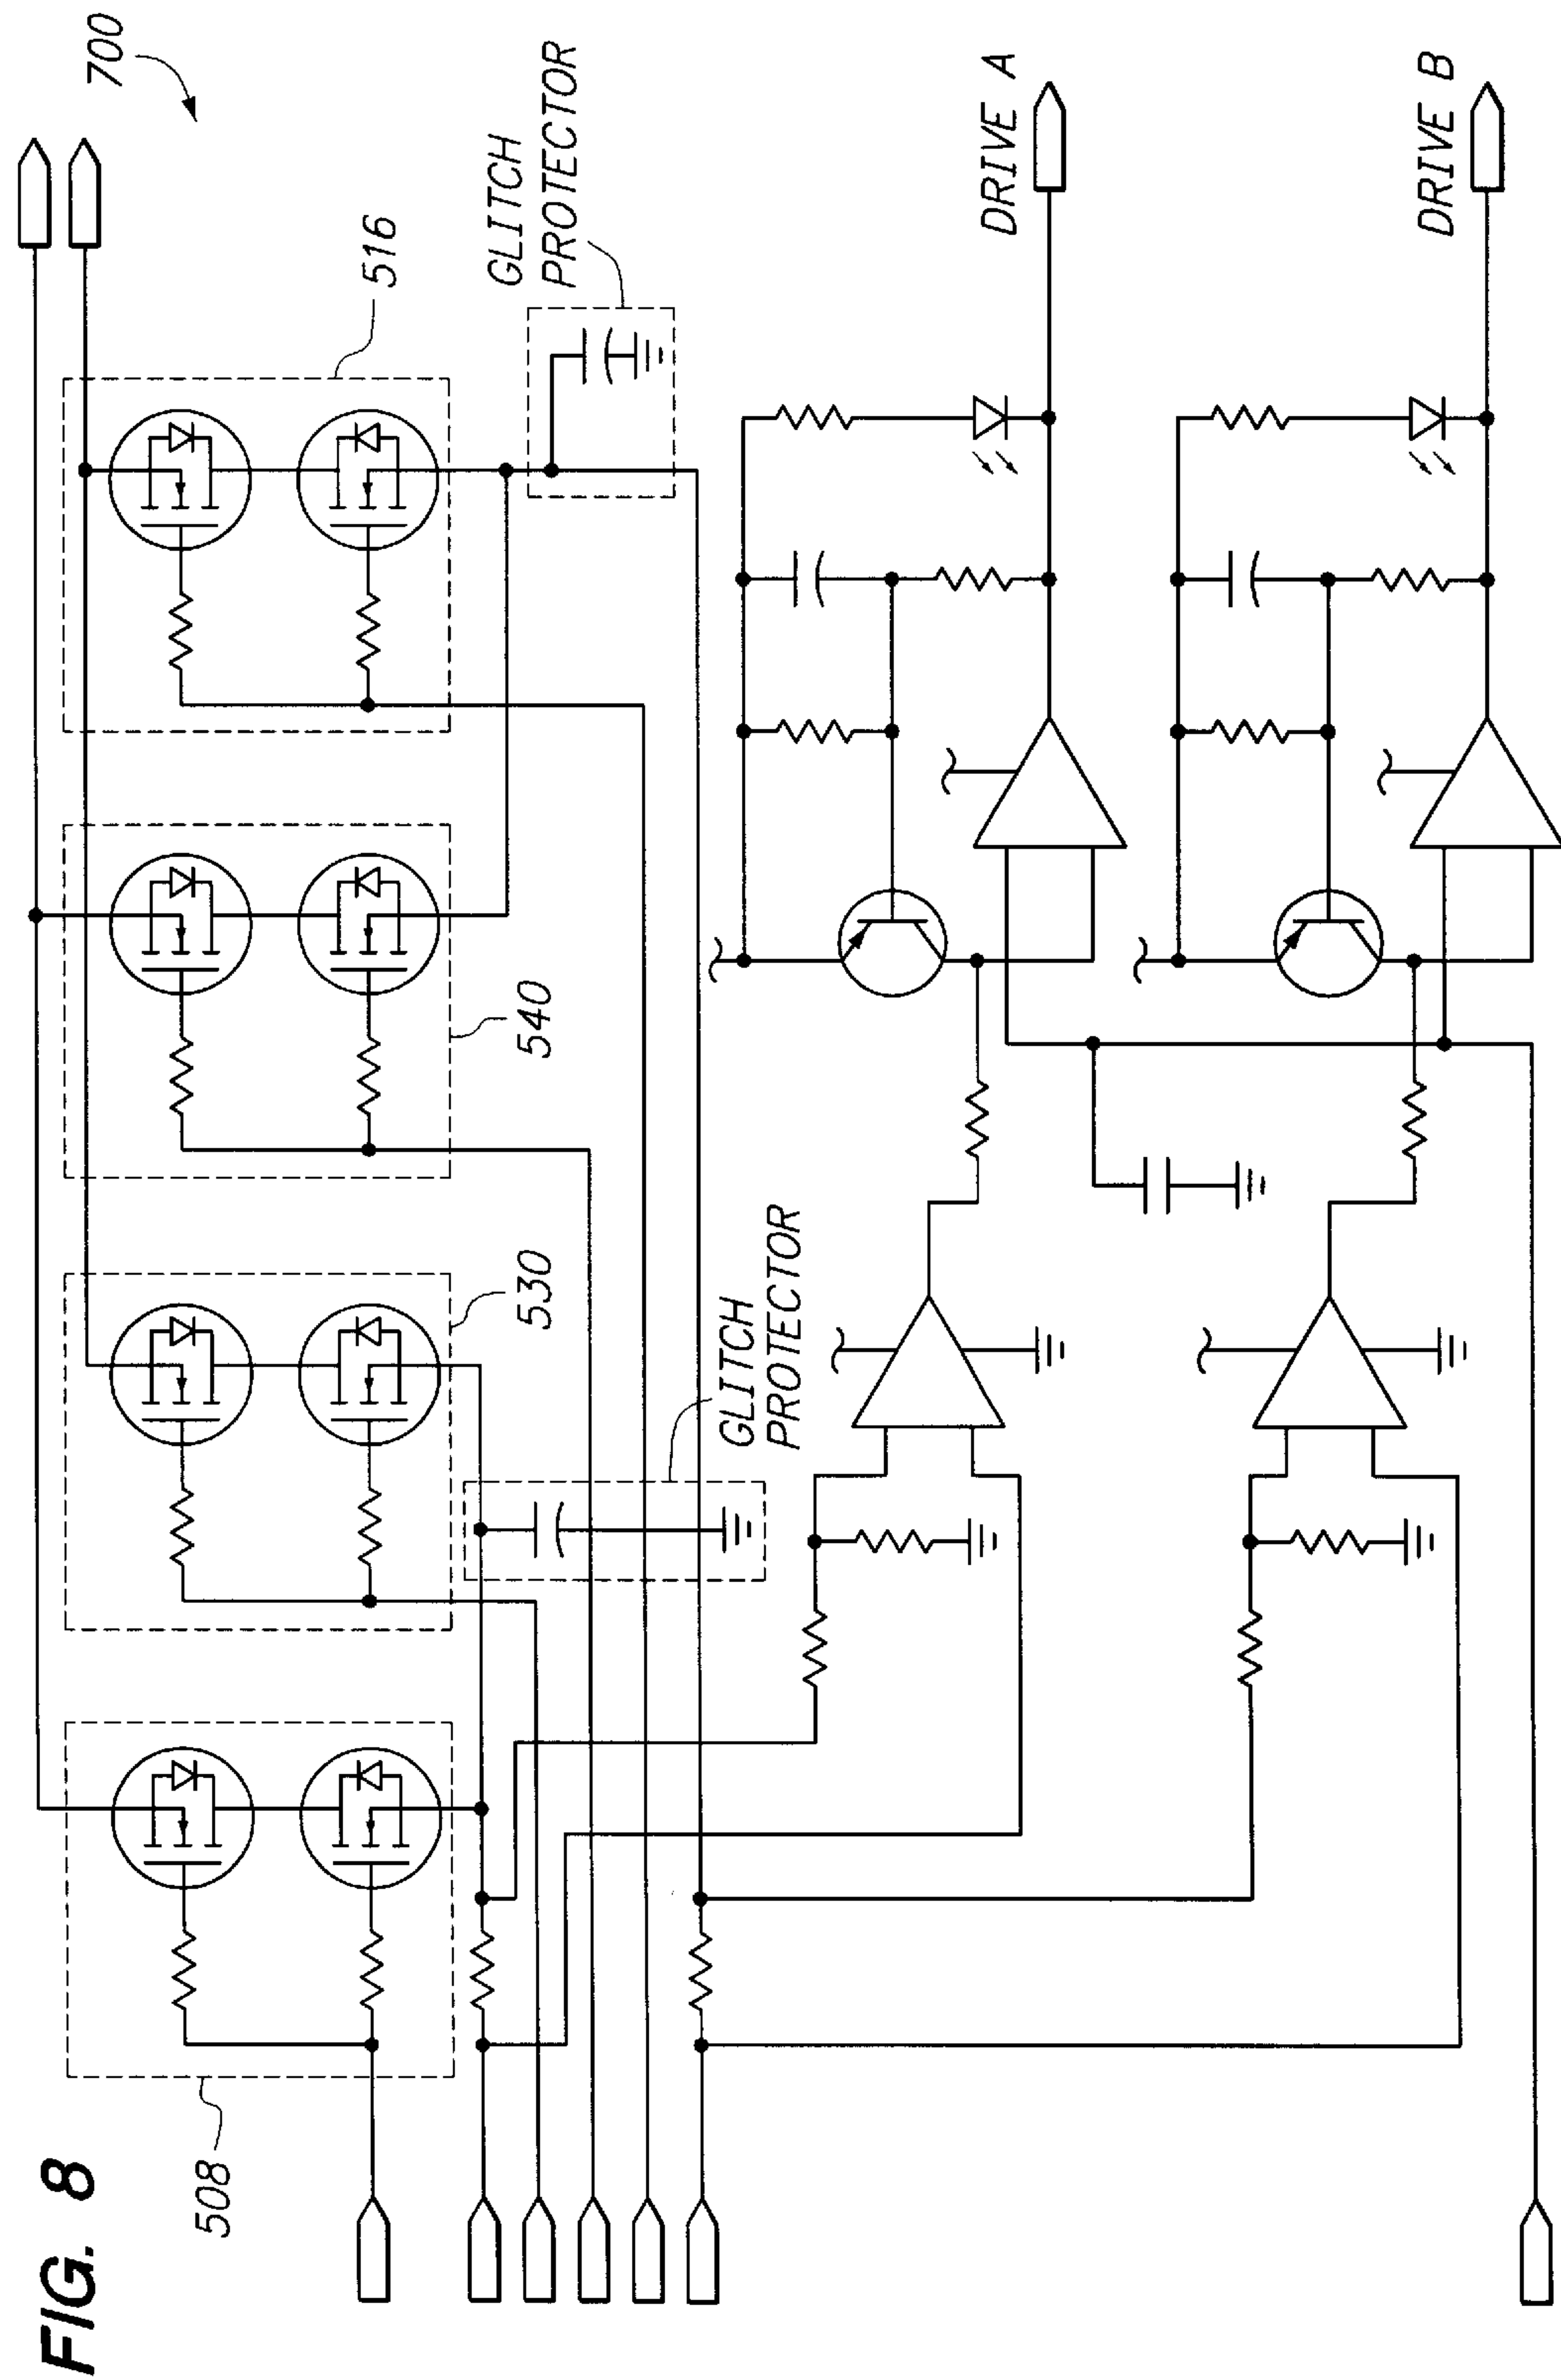 FIG. 8
700
508
530
540
516
GLITCH
PROTECTOR
GLITCH
PROTECTOR
DRIVE A
DRIVE B